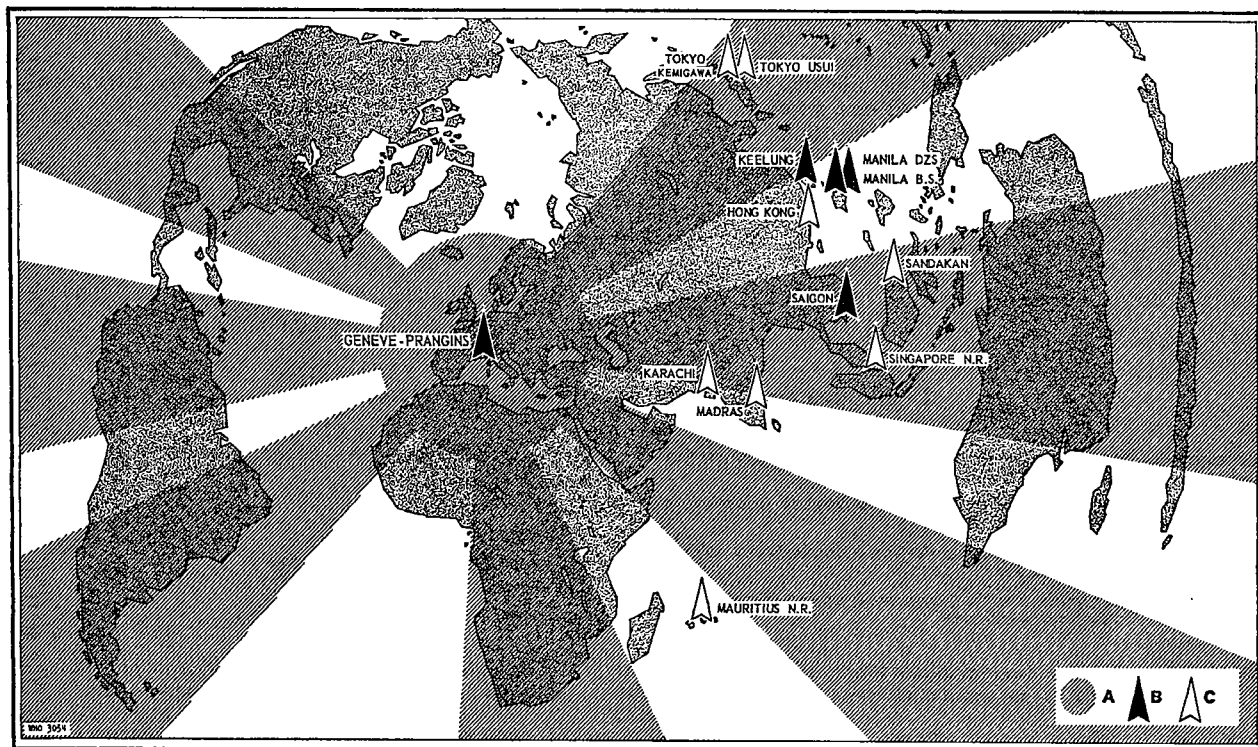 TOKYO
KEMIGAWA
TOKYO USUI
KEELUNG
MANILA DZS
MANILA B.S.
HONG KONG
SANDAKAN
SAIGON
GENEVE-PRANGINS
SINGAPORE N.R.
KARACHI
MADRAS
MAURITIUS N.R.
A B C